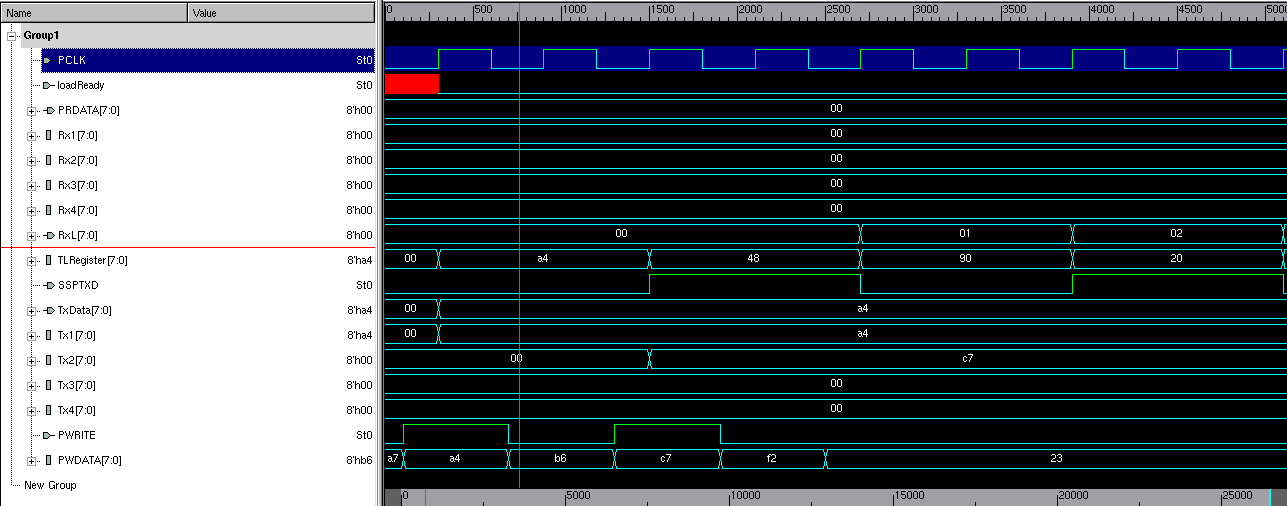 Name Value 0 500 1000 1500 2000 2500 3000 3500 4000 4500 5000
Group1
PCLK St0
loadReady St0
PRDATA[7:0] 8'h00 00
Rx1[7:0] 8'h00 00
Rx2[7:0] 8'h00 00
Rx3[7:0] 8'h00 00
Rx4[7:0] 8'h00 00
RxL[7:0] 8'h00 00 01 02
TLRegister[7:0] 8'ha4 00 a4 48 90 20
SSPTXD St0
TxData[7:0] 8'ha4 00 a4
Tx1[7:0] 8'ha4 00 a4
Tx2[7:0] 8'h00 00 c7
Tx3[7:0] 8'h00 00
Tx4[7:0] 8'h00 00
PWRITE St0
PWDATA[7:0] 8'hb6 a7 a4 b6 c7 f2 23
New Group
0 5000 10000 15000 20000 25000